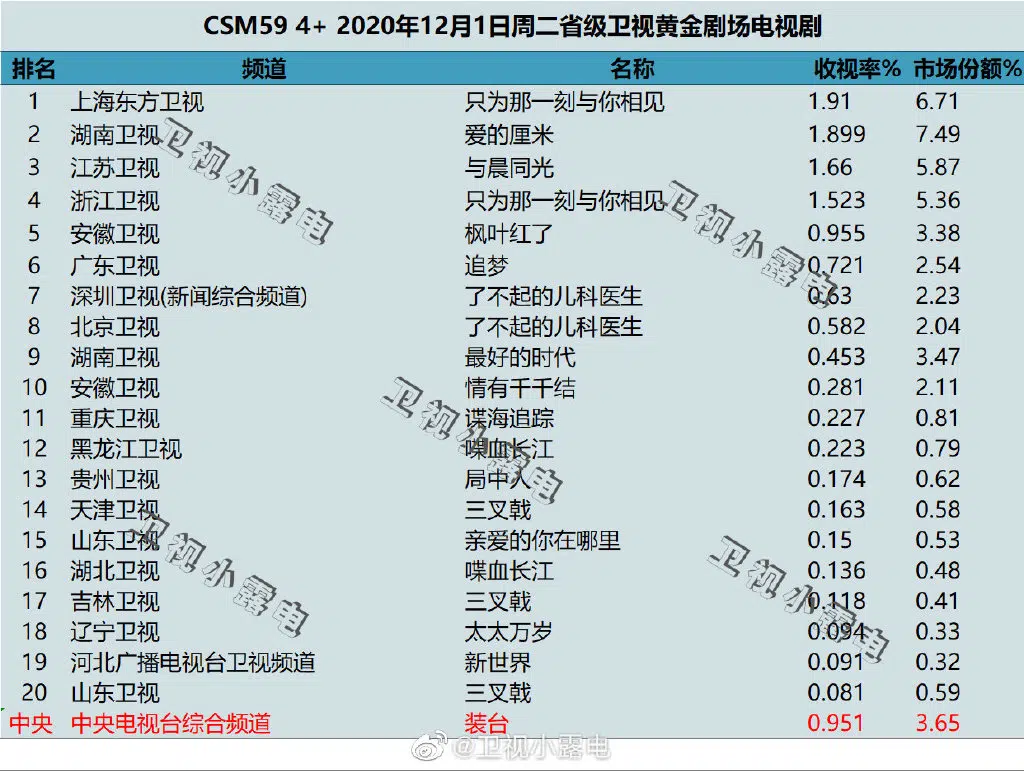 CSM59 4+ 2020年12月1日周二省级卫视黄金剧场电视剧
排名 频道 名称 收视率% 市场份额%
1 上海东方卫视 只为那一刻与你相见 1.91 6.71
2 湖南卫视 爱的厘米 1.899 7.49
3 江苏卫视 与晨同光 1.66 5.87
4 浙江卫视 只为那一刻与你相见 1.523 5.36
5 安徽卫视 枫叶红了 0.955 3.38
6 广东卫视 追梦 0.721 2.54
7 深圳卫视(新闻综合频道) 了不起的儿科医生 0.63 2.23
8 北京卫视 了不起的儿科医生 0.582 2.04
9 湖南卫视 最好的时代 0.453 3.47
10 安徽卫视 情有千千结 0.281 2.11
11 重庆卫视 谍海追踪 0.227 0.81
12 黑龙江卫视 喋血长江 0.223 0.79
13 贵州卫视 局中人 0.174 0.62
14 天津卫视 三叉戟 0.163 0.58
15 山东卫视 亲爱的你在哪里 0.15 0.53
16 湖北卫视 喋血长江 0.136 0.48
17 吉林卫视 三叉戟 0.118 0.41
18 辽宁卫视 太太万岁 0.094 0.33
19 河北广播电视台卫视频道 新世界 0.091 0.32
20 山东卫视 三叉戟 0.081 0.59
中央 中央电视台综合频道 装台 0.951 3.65
卫视小露电
卫视小露电
卫视小露电
卫视小露电
卫视小露电
@卫视小露电